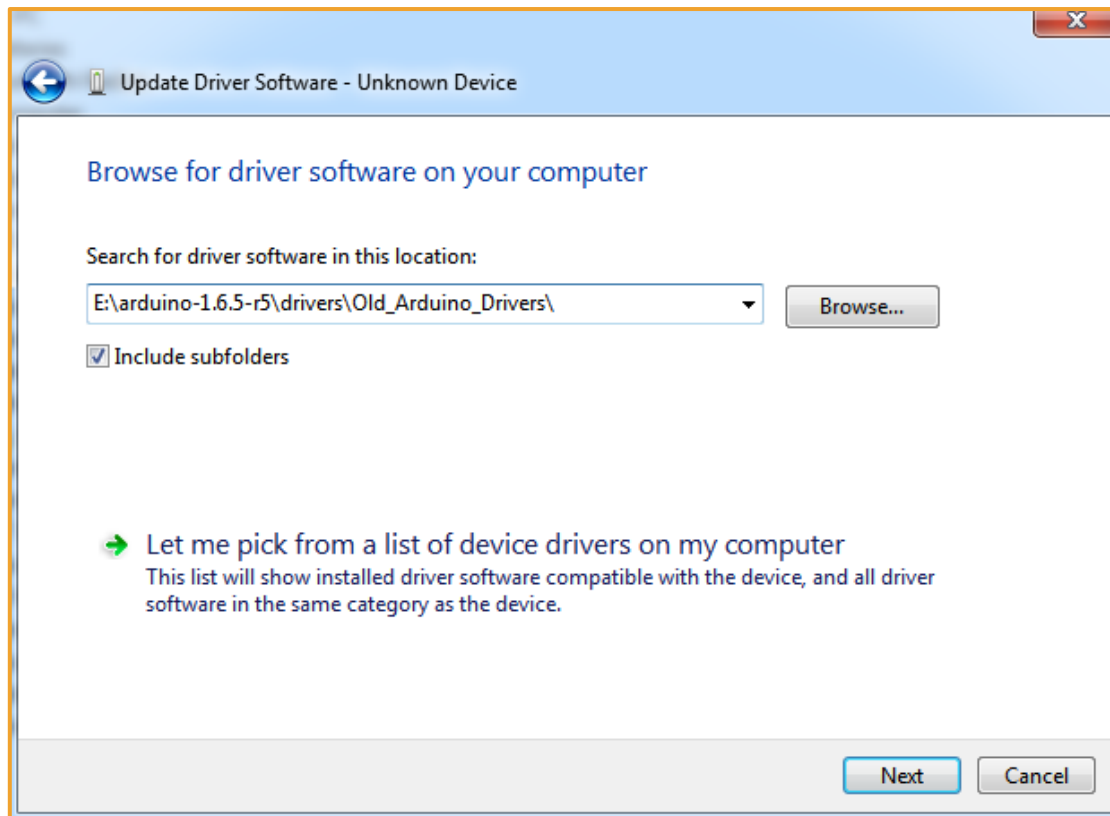 Update Driver Software - Unknown Device
Browse for driver software on your computer
Search for driver software in this location:
E:\arduino-1.6.5-r5\drivers\Old_Arduino_Drivers\
Browse...
Include subfolders
Let me pick from a list of device drivers on my computer
This list will show installed driver software compatible with the device, and all driver
software in the same category as the device.
Next
Cancel